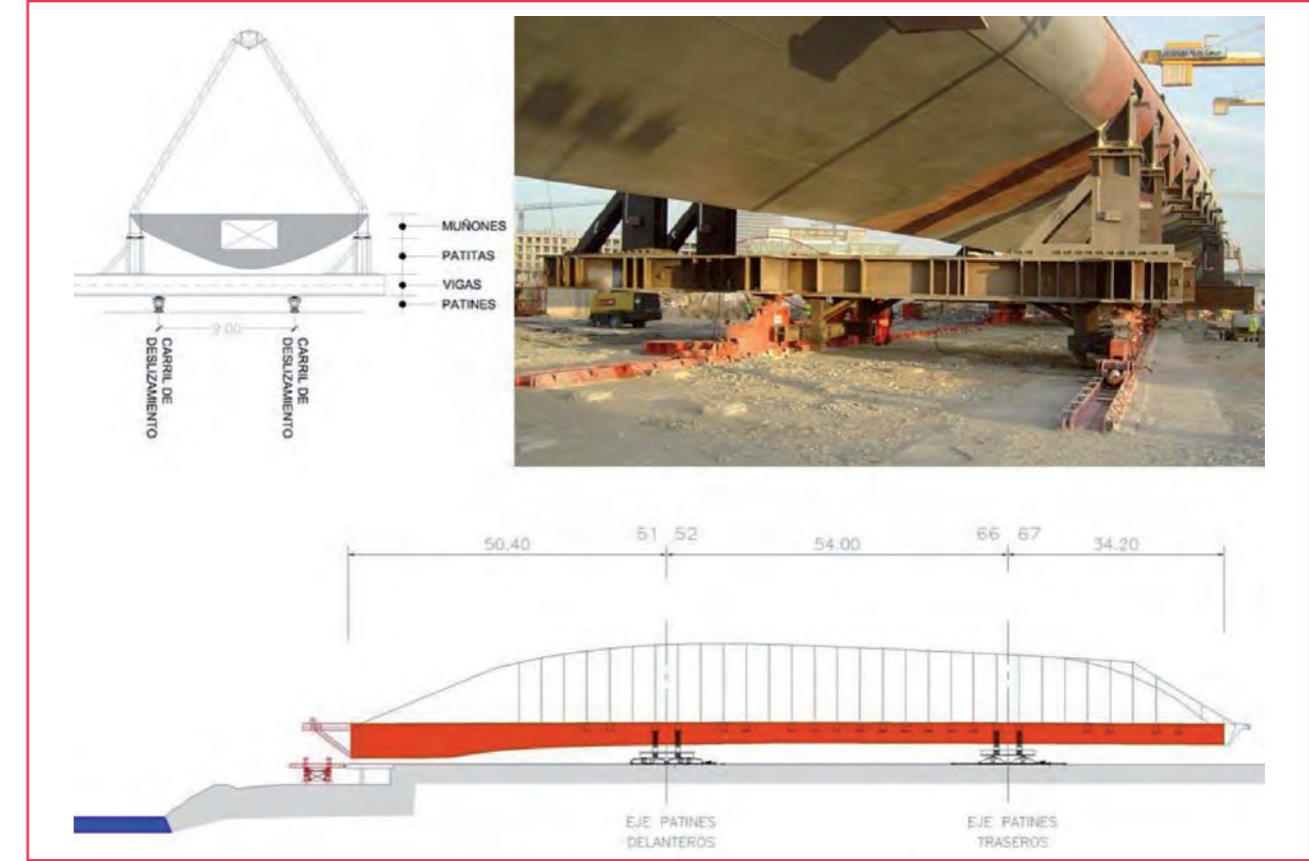 MUÑONES
PATITAS
VIGAS
PATINES
9.00
CARRIL DE
DESLIZAMIENTO
CARRIL DE
DESLIZAMIENTO
50.40
51 52
54.00
66 67
34.20
EJE PATINES
DELANTEROS
EJE PATINES
TRASEROS